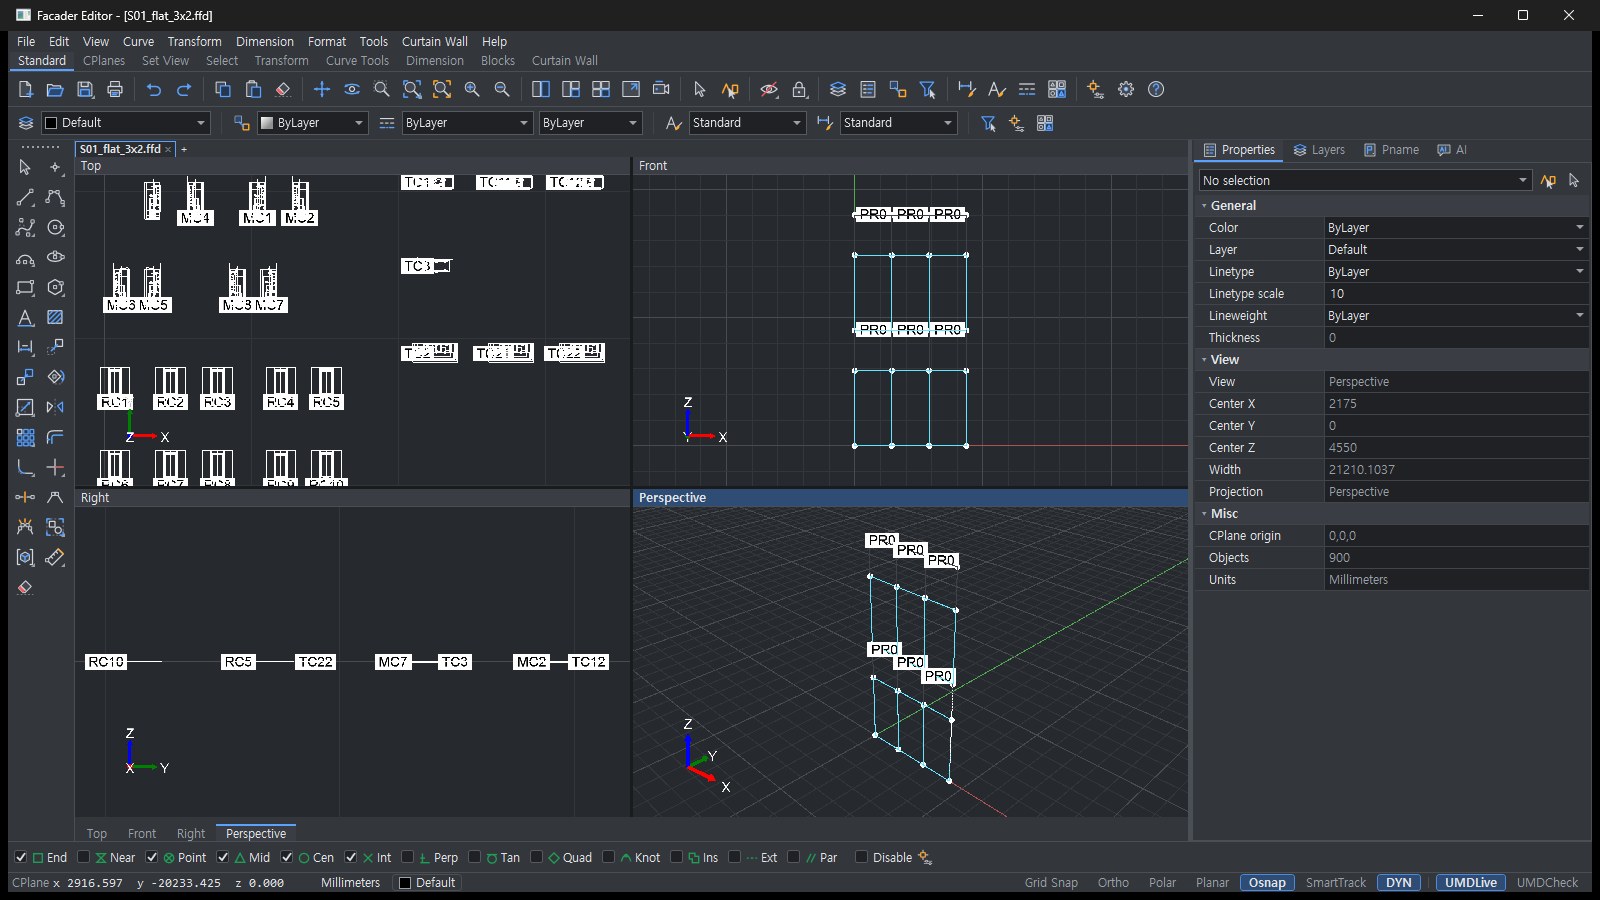 Facader Editor - [S01_flat_3x2.ffd]
File Edit View Curve Transform Dimension Format Tools Curtain Wall Help
Standard CPlanes Set View Select Transform Curve Tools Dimension Blocks Curtain Wall
Default ByLayer ByLayer ByLayer Standard Standard
S01_flat_3x2.ffd × +
Top
MC4 MC1 MC2
TC3
MC6 MC5 MC8 MC7
RC1 RC2 RC3 RC4 RC5
Z X
Front
PR0 PR0 PR0
PR0 PR0 PR0
Z
Y X
Right
RC10 RC5 TC22 MC7 TC3 MC2 TC12
Z
X Y
Perspective
PR0 PR0 PR0
PR0 PR0 PR0
Z
Y
X
Top Front Right Perspective
Properties Layers Pname AI
No selection
General
Color ByLayer
Layer Default
Linetype ByLayer
Linetype scale 10
Lineweight ByLayer
Thickness 0
View
View Perspective
Center X 2175
Center Y 0
Center Z 4550
Width 21210.1037
Projection Perspective
Misc
CPlane origin 0,0,0
Objects 900
Units Millimeters
End Near Point Mid Cen Int Perp Tan Quad Knot Ins Ext Par Disable
CPlane x 2916.597 y -20233.425 z 0.000 Millimeters Default Grid Snap Ortho Polar Planar Osnap SmartTrack DYN UMDLive UMDCheck